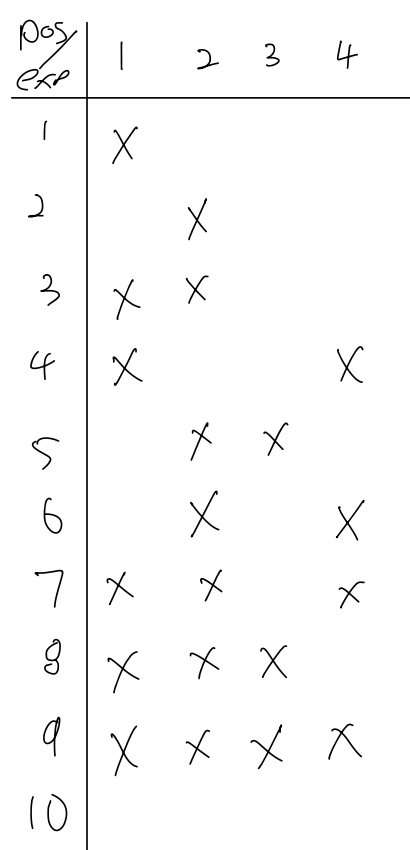 pos/exp 1 2 3 4
1 X
2 X
3 X X
4 X X
5 X X
6 X X
7 X X X
8 X X X
9 X X X X
10